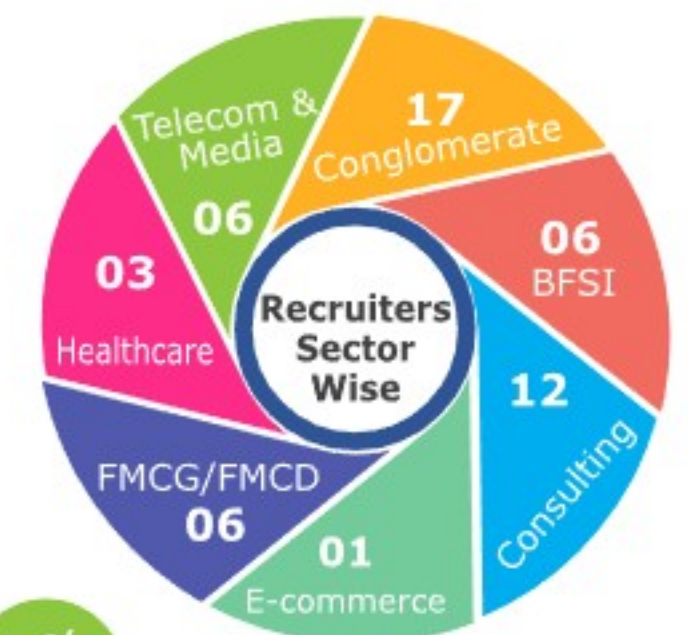 Recruiters
Sector
Wise
17
Conglomerate
06
BFSI
12
Consulting
01
E-commerce
FMCG/FMCD
06
03
Healthcare
Telecom &
Media
06